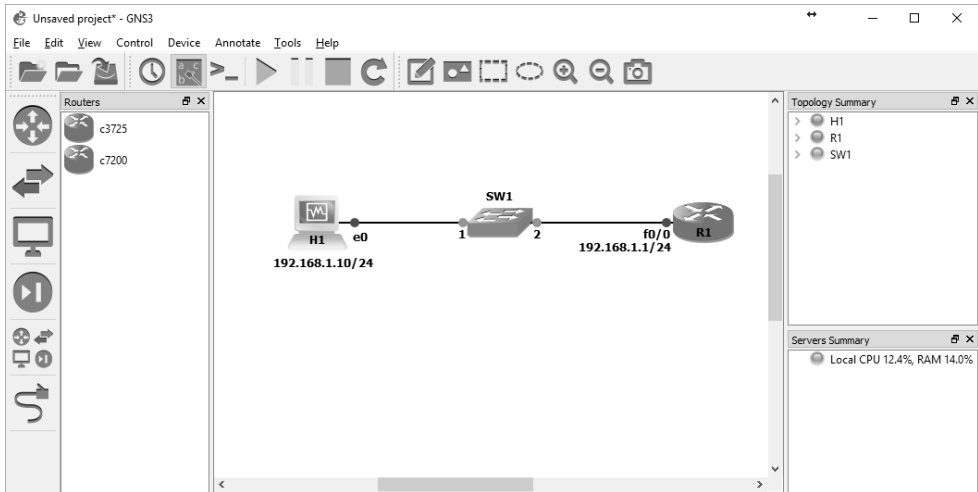 Unsaved project* - GNS3
File Edit View Control Device Annotate Tools Help
Routers
c3725
c7200
SW1
H1
e0
1
2
f0/0
R1
192.168.1.10/24
192.168.1.1/24
Topology Summary
H1
R1
SW1
Servers Summary
Local CPU 12.4%, RAM 14.0%